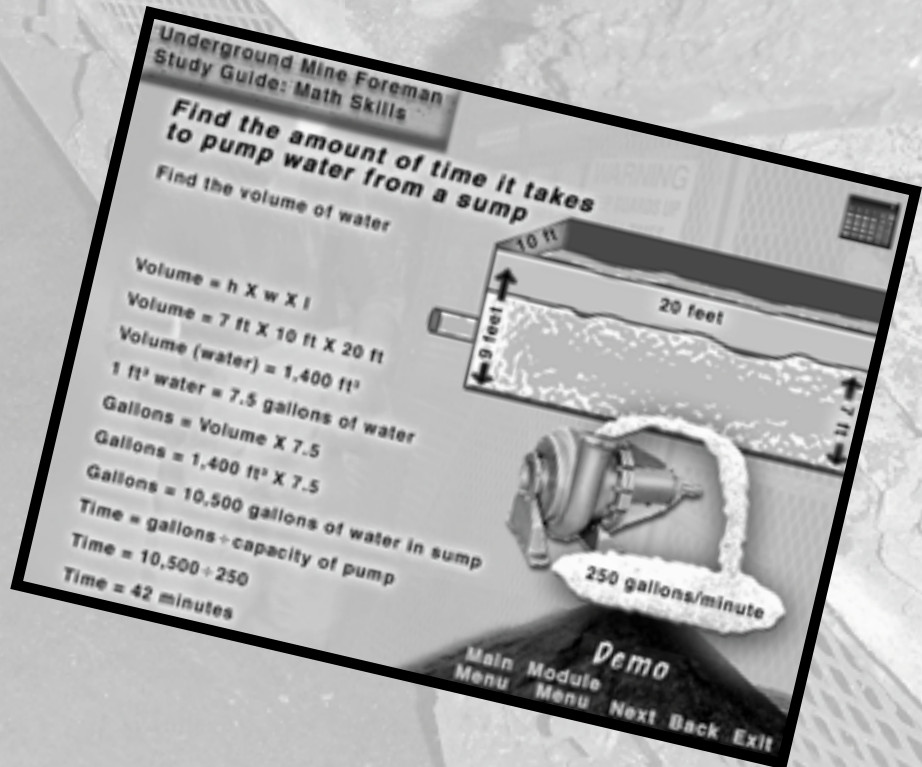 Underground Mine Foreman
Study Guide: Math Skills
Find the amount of time it takes
to pump water from a sump
Find the volume of water
Volume = h X w X l
Volume = 7 ft X 10 ft X 20 ft
Volume (water) = 1,400 ft³
1 ft³ water = 7.5 gallons of water
Gallons = Volume X 7.5
Gallons = 1,400 ft³ X 7.5
Gallons = 10,500 gallons of water in sump
Time = gallons÷capacity of pump
Time = 10,500÷250
Time = 42 minutes
10 ft
20 feet
9 feet
7 ft
250 gallons/minute
Demo
Main Menu
Module Menu
Next Back Exit
WARNING